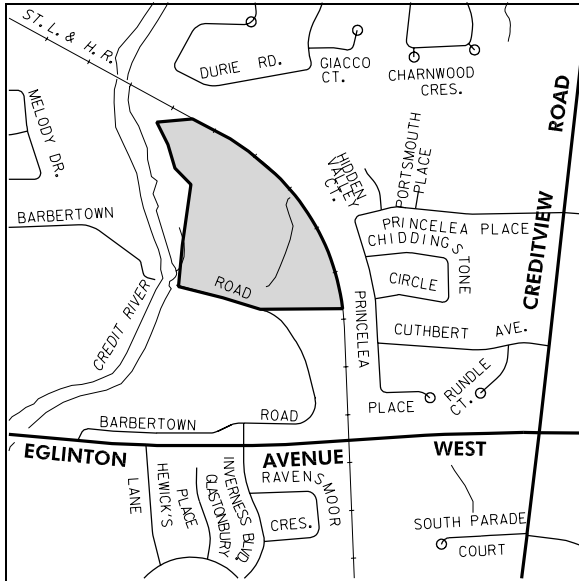 ST. L. & H. R.
DURIE RD.
GIACCO
CT.
CHARNWOOD
CRES.
ROAD
MELODY DR.
HIDDEN
VALLEY
CT.
PORTSMOUTH
PLACE
BARBERTOWN
PRINCELEA PLACE
CHIDDINGSTONE
CIRCLE
CREDITVIEW
ROAD
PRINCELEA
CREDIT RIVER
CUTHBERT AVE.
RUNDLE
CT.
PLACE
BARBERTOWN ROAD
EGLINTON AVENUE WEST
LANE
HEWICK'S
PLACE
GLASTONBURY
INVERNESS BLVD.
RAVENSMOOR
CRES.
SOUTH PARADE
COURT